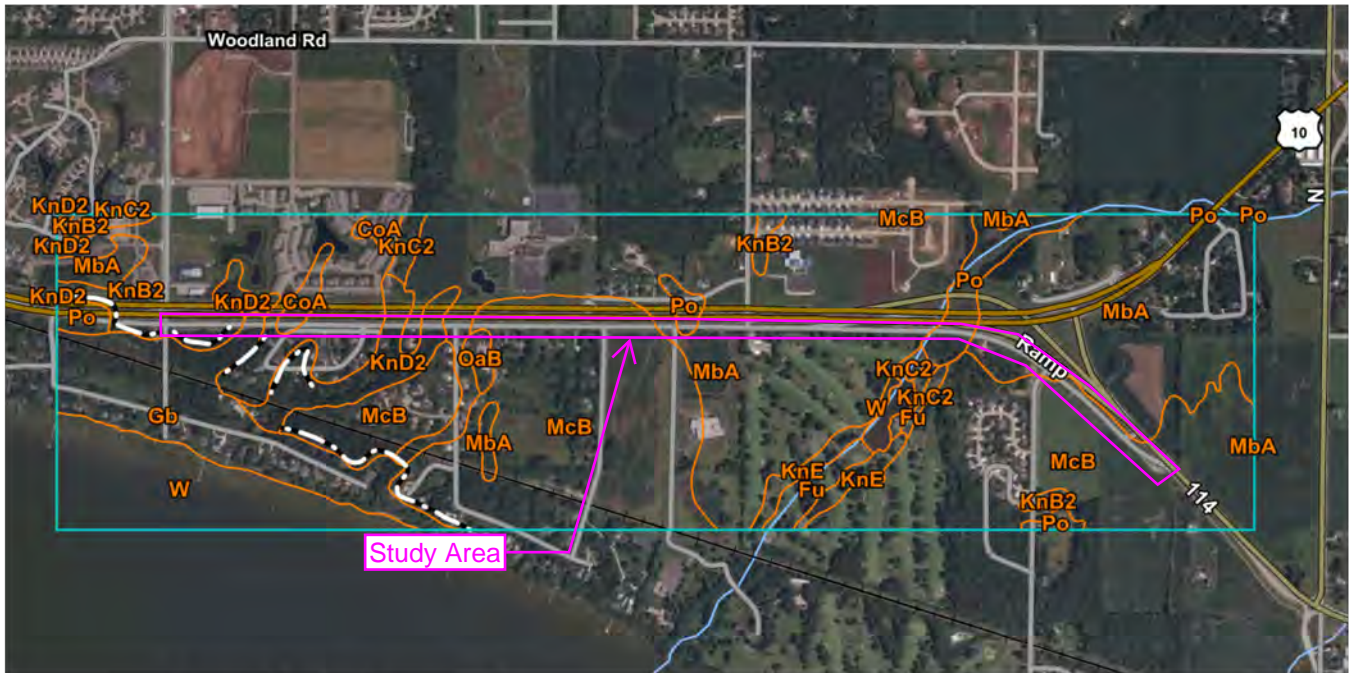 Woodland Rd
10
N
KnD2 KnC2
KnB2
KnD2
MbA
KnB2
KnD2
Po
CoA
KnC2
KnD2 CoA
KnD2
OaB
McB
MbA
McB
Gb
W
Po
MbA
KnB2
McB
MbA
Po
Po
Po
MbA
Ramp
KnC2
KnC2
W
Fu
KnE
Fu
KnE
McB
KnB2
Po
MbA
114
Study Area